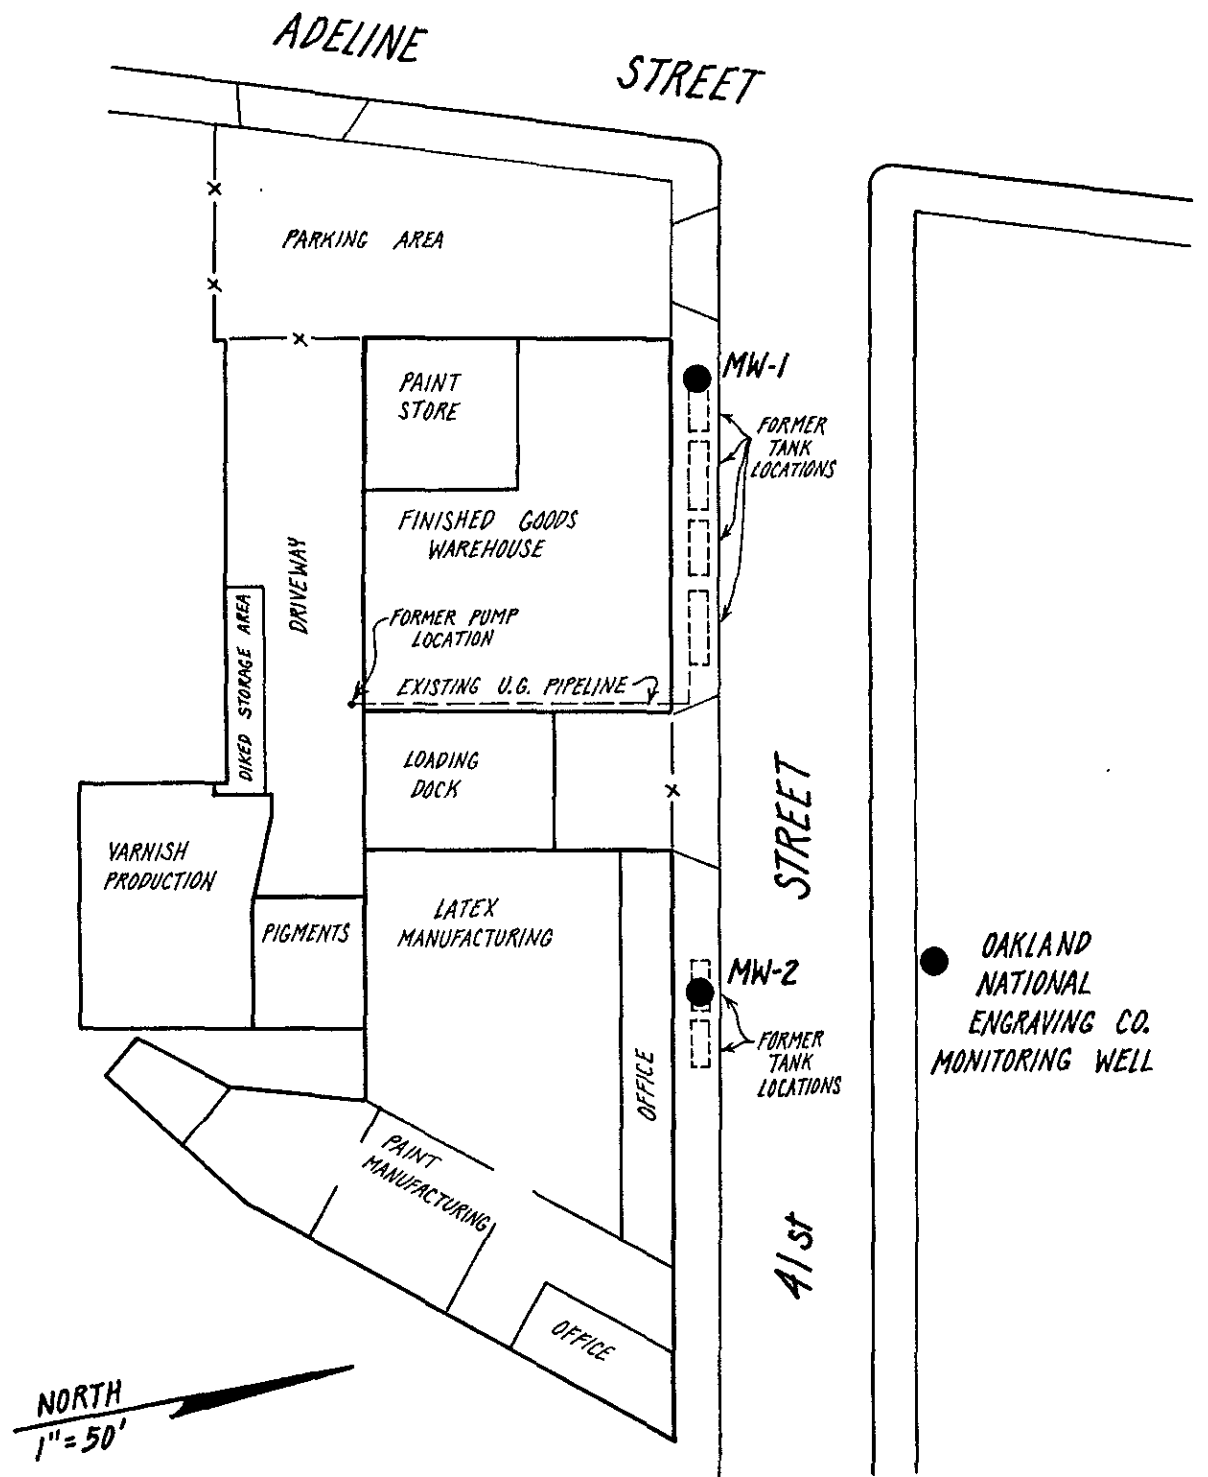 ADELINE STREET
PARKING AREA
MW-1
PAINT
STORE
FORMER
TANK
LOCATIONS
FINISHED GOODS
WAREHOUSE
DRIVEWAY
FORMER PUMP
LOCATION
DIKED STORAGE AREA
EXISTING U.G. PIPELINE
LOADING
DOCK
41st STREET
VARNISH
PRODUCTION
PIGMENTS
LATEX
MANUFACTURING
MW-2
OAKLAND
NATIONAL
ENGRAVING CO.
MONITORING WELL
FORMER
TANK
LOCATIONS
OFFICE
PAINT
MANUFACTURING
OFFICE
NORTH
1"=50'